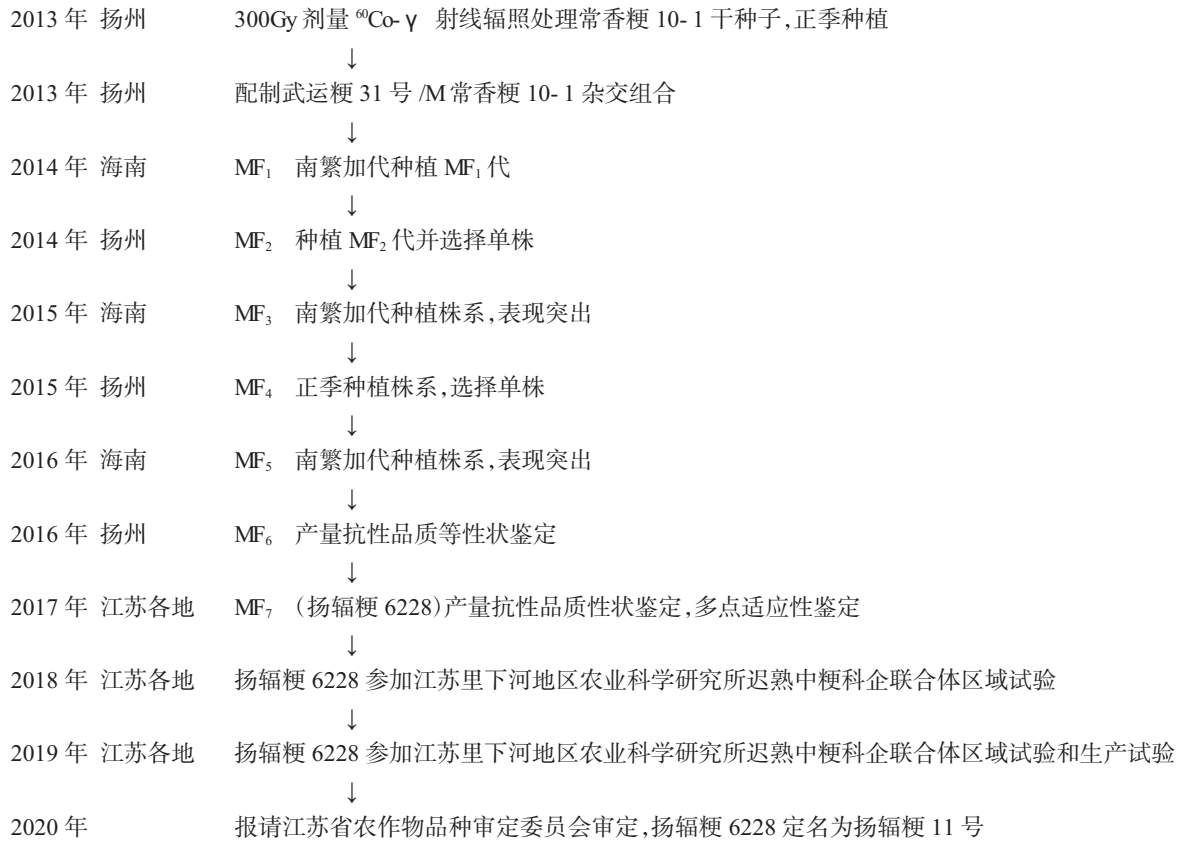 2013 年 扬州 300Gy 剂量 ⁶⁰Co- γ 射线辐照处理常香粳 10- 1 干种子,正季种植
↓
2013 年 扬州 配制武运粳 31 号 /M 常香粳 10- 1 杂交组合
↓
2014 年 海南 MF₁ 南繁加代种植 MF₁ 代
↓
2014 年 扬州 MF₂ 种植 MF₂ 代并选择单株
↓
2015 年 海南 MF₃ 南繁加代种植株系,表现突出
↓
2015 年 扬州 MF₄ 正季种植株系,选择单株
↓
2016 年 海南 MF₅ 南繁加代种植株系,表现突出
↓
2016 年 扬州 MF₆ 产量抗性品质等性状鉴定
↓
2017 年 江苏各地 MF₇ (扬辐粳 6228)产量抗性品质性状鉴定,多点适应性鉴定
↓
2018 年 江苏各地 扬辐粳 6228 参加江苏里下河地区农业科学研究所迟熟中粳科企联合体区域试验
↓
2019 年 江苏各地 扬辐粳 6228 参加江苏里下河地区农业科学研究所迟熟中粳科企联合体区域试验和生产试验
↓
2020 年 报请江苏省农作物品种审定委员会审定,扬辐粳 6228 定名为扬辐粳 11 号